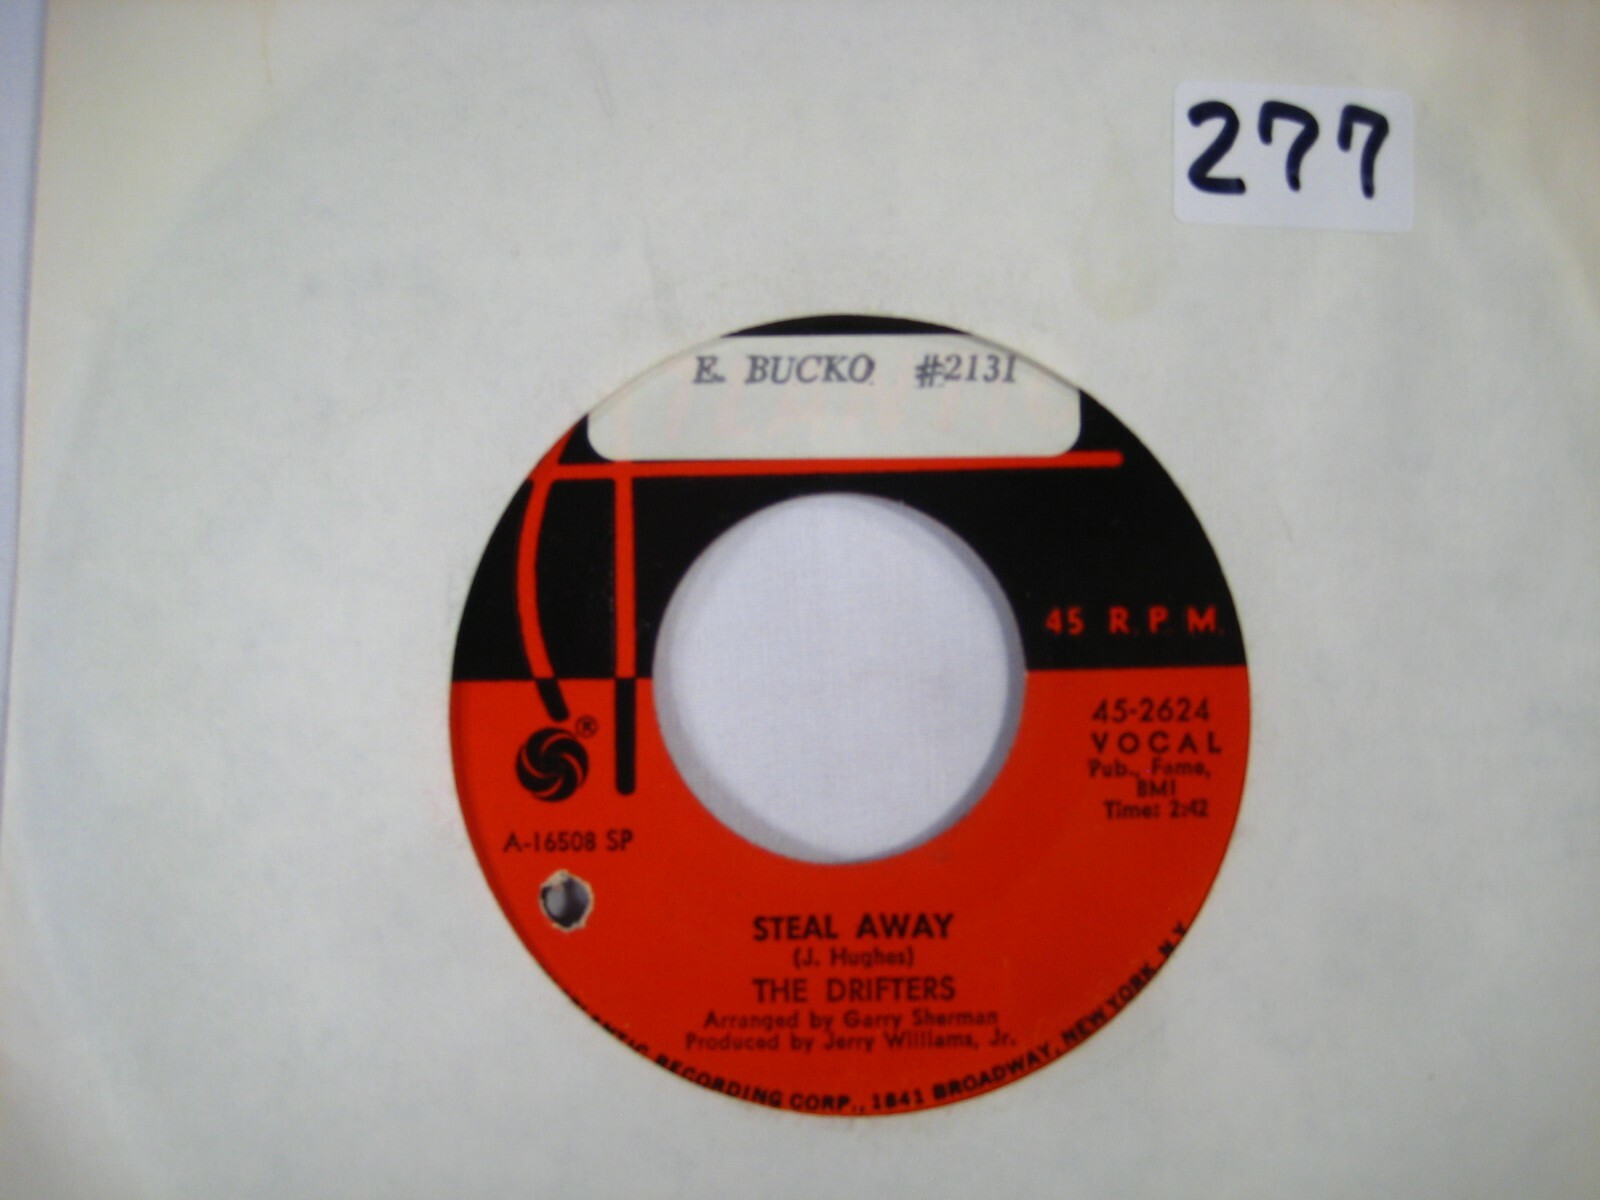 277
E. BUCKO #2131
45 R.P.M.
45-2624
VOCAL
Pub., Fame,
BMI
Time: 2:42
®
A-16508 SP
STEAL AWAY
(J. Hughes)
THE DRIFTERS
Arranged by Garry Sherman
Produced by Jerry Williams, Jr.
RECORDING CORP., 1841 BROADWAY, NEW YORK N.Y.